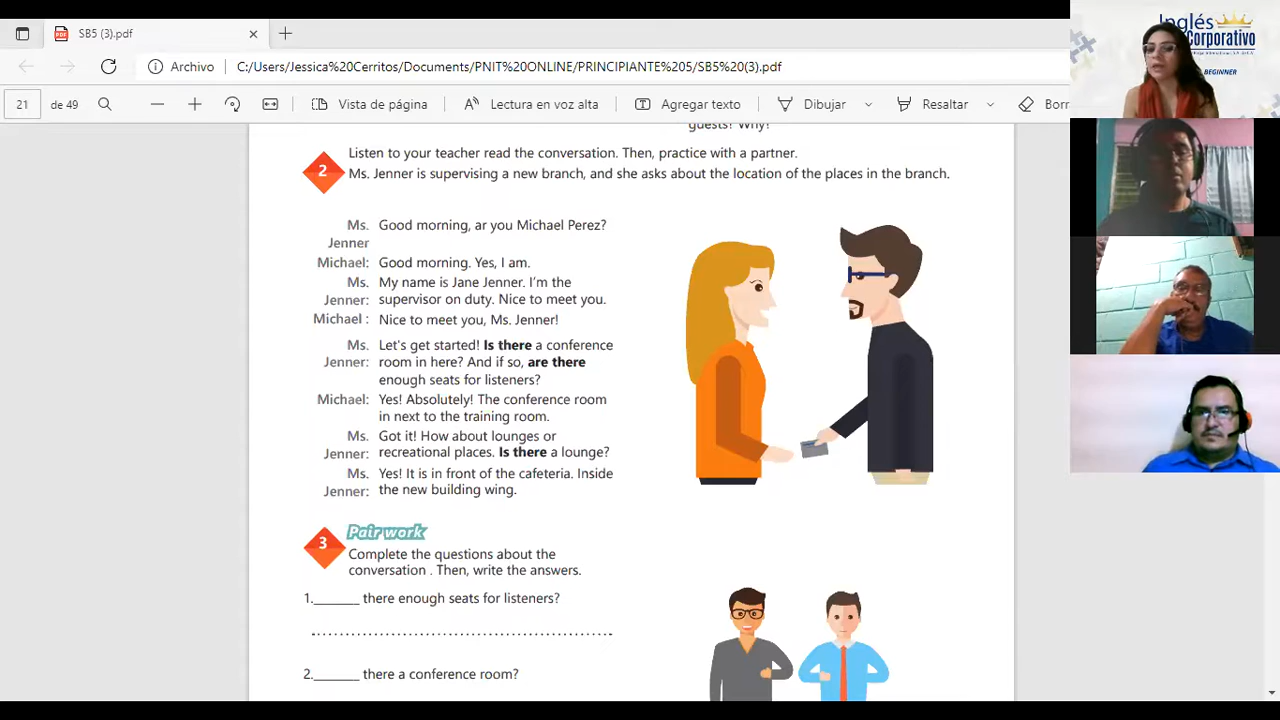 SB5 (3).pdf
Archivo
C:/Users/Jessica%20Cerritos/Documents/PNC%20ONLINE/PRINCIPIANTE%205/SB5%20(3).pdf
21
de 49
Vista de página
Lectura en voz alta
Agregar texto
Dibujar
Resaltar
Borr
Inglés
Corporativo
BEGINNER
guests? Why?
2
Listen to your teacher read the conversation. Then, practice with a partner.
Ms. Jenner is supervising a new branch, and she asks about the location of the places in the branch.
Ms. Good morning, ar you Michael Perez?
Jenner
Michael: Good morning. Yes, I am.
Ms. My name is Jane Jenner. I'm the
Jenner: supervisor on duty. Nice to meet you.
Michael : Nice to meet you, Ms. Jenner!
Ms. Let's get started! Is there a conference
Jenner: room in here? And if so, are there
enough seats for listeners?
Michael: Yes! Absolutely! The conference room
in next to the training room.
Ms. Got it! How about lounges or
Jenner: recreational places. Is there a lounge?
Ms. Yes! It is in front of the cafeteria. Inside
Jenner: the new building wing.
3
Pair work
Complete the questions about the
conversation . Then, write the answers.
1._______ there enough seats for listeners?
2._______ there a conference room?